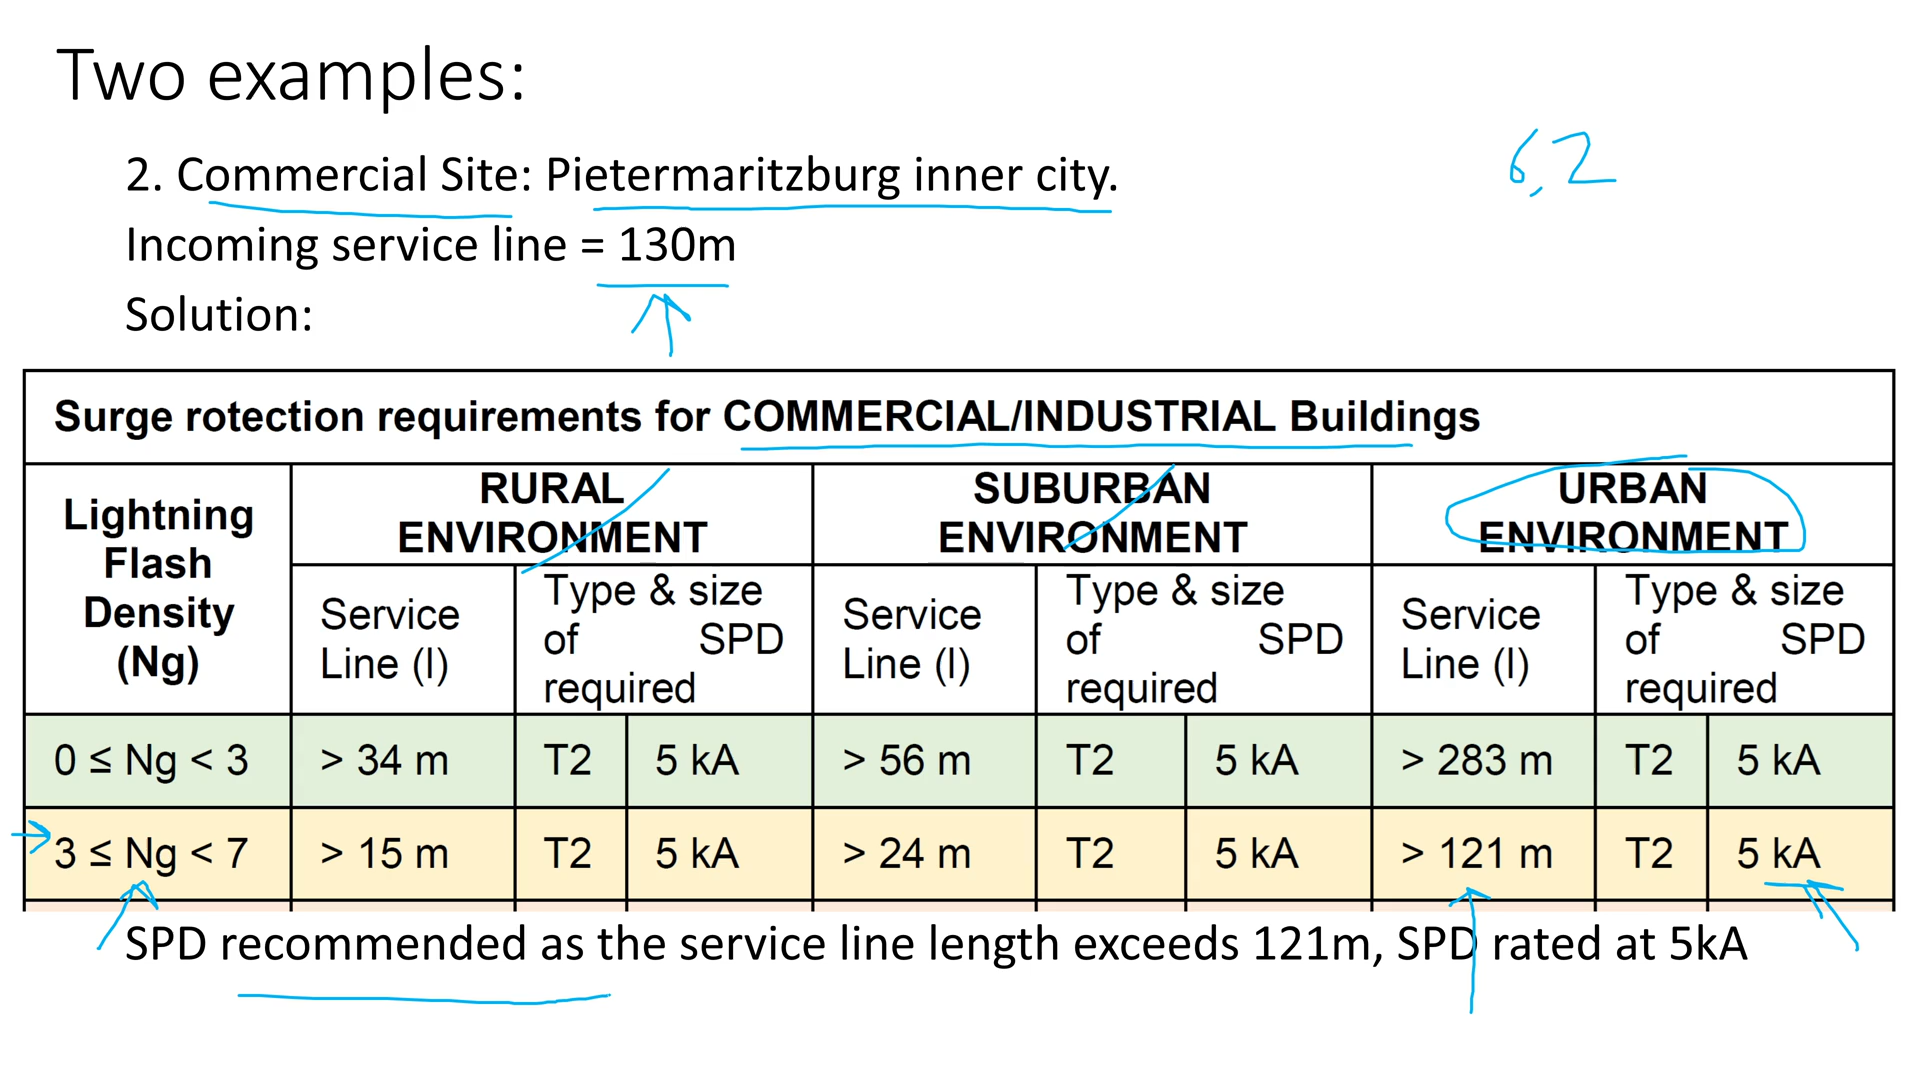 Two examples:
6,2
2. Commercial Site: Pietermaritzburg inner city.
Incoming service line = 130m
Solution:
Surge rotection requirements for COMMERCIAL/INDUSTRIAL Buildings
Lightning
Flash
Density
(Ng)
RURAL
ENVIRONMENT
SUBURBAN
ENVIRONMENT
URBAN
ENVIRONMENT
Service
Line (l)
Type & size
of SPD
required
Service
Line (l)
Type & size
of SPD
required
Service
Line (l)
Type & size
of SPD
required
0 ≤ Ng < 3 > 34 m T2 5 kA > 56 m T2 5 kA > 283 m T2 5 kA
3 ≤ Ng < 7 > 15 m T2 5 kA > 24 m T2 5 kA > 121 m T2 5 kA
SPD recommended as the service line length exceeds 121m, SPD rated at 5kA